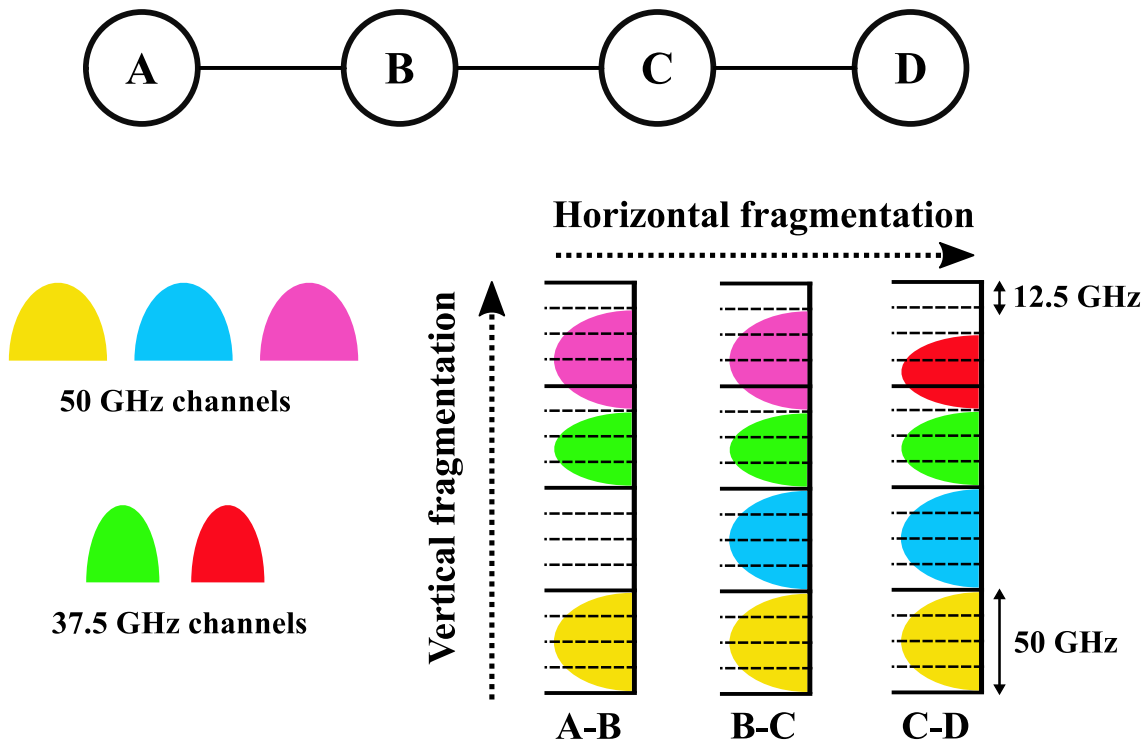 A B C D
Horizontal fragmentation
12.5 GHz
50 GHz channels
Vertical fragmentation
37.5 GHz channels
50 GHz
A-B B-C C-D